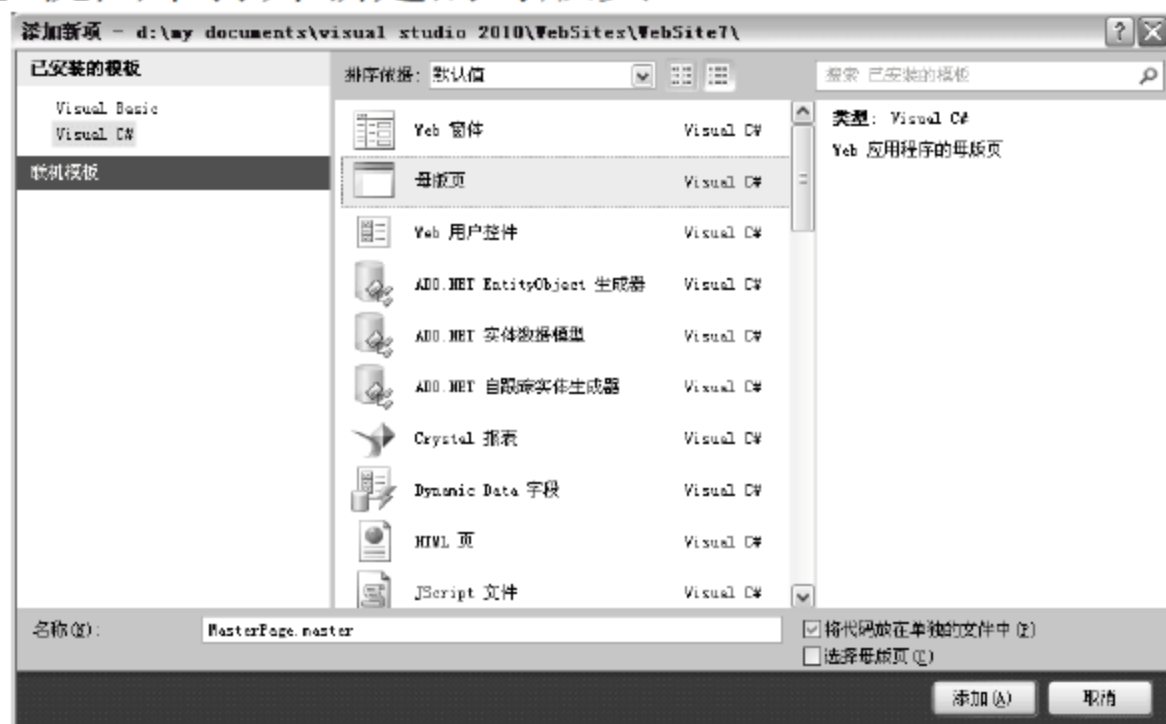 添加新项 - d:\my documents\visual studio 2010\WebSites\WebSite7\
已安装的模板
排序依据: 默认值
搜索 已安装的模板
Visual Basic
Visual C#
联机模板
Web 窗体 Visual C#
母版页 Visual C#
Web 用户控件 Visual C#
ADO.NET EntityObject 生成器 Visual C#
ADO.NET 实体数据模型 Visual C#
ADO.NET 自跟踪实体生成器 Visual C#
Crystal 报表 Visual C#
Dynamic Data 字段 Visual C#
HTML 页 Visual C#
JScript 文件 Visual C#
类型: Visual C#
Web 应用程序的母版页
名称(N): MasterPage.master
将代码放在单独的文件中(P)
选择母版页(E)
添加(A) 取消